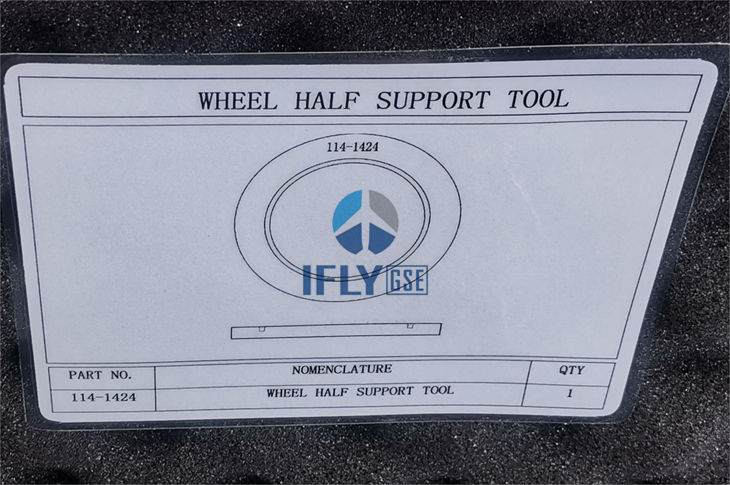 WHEEL HALF SUPPORT TOOL
114-1424
IFLY GSE
PART NO. NOMENCLATURE QTY
114-1424 WHEEL HALF SUPPORT TOOL 1